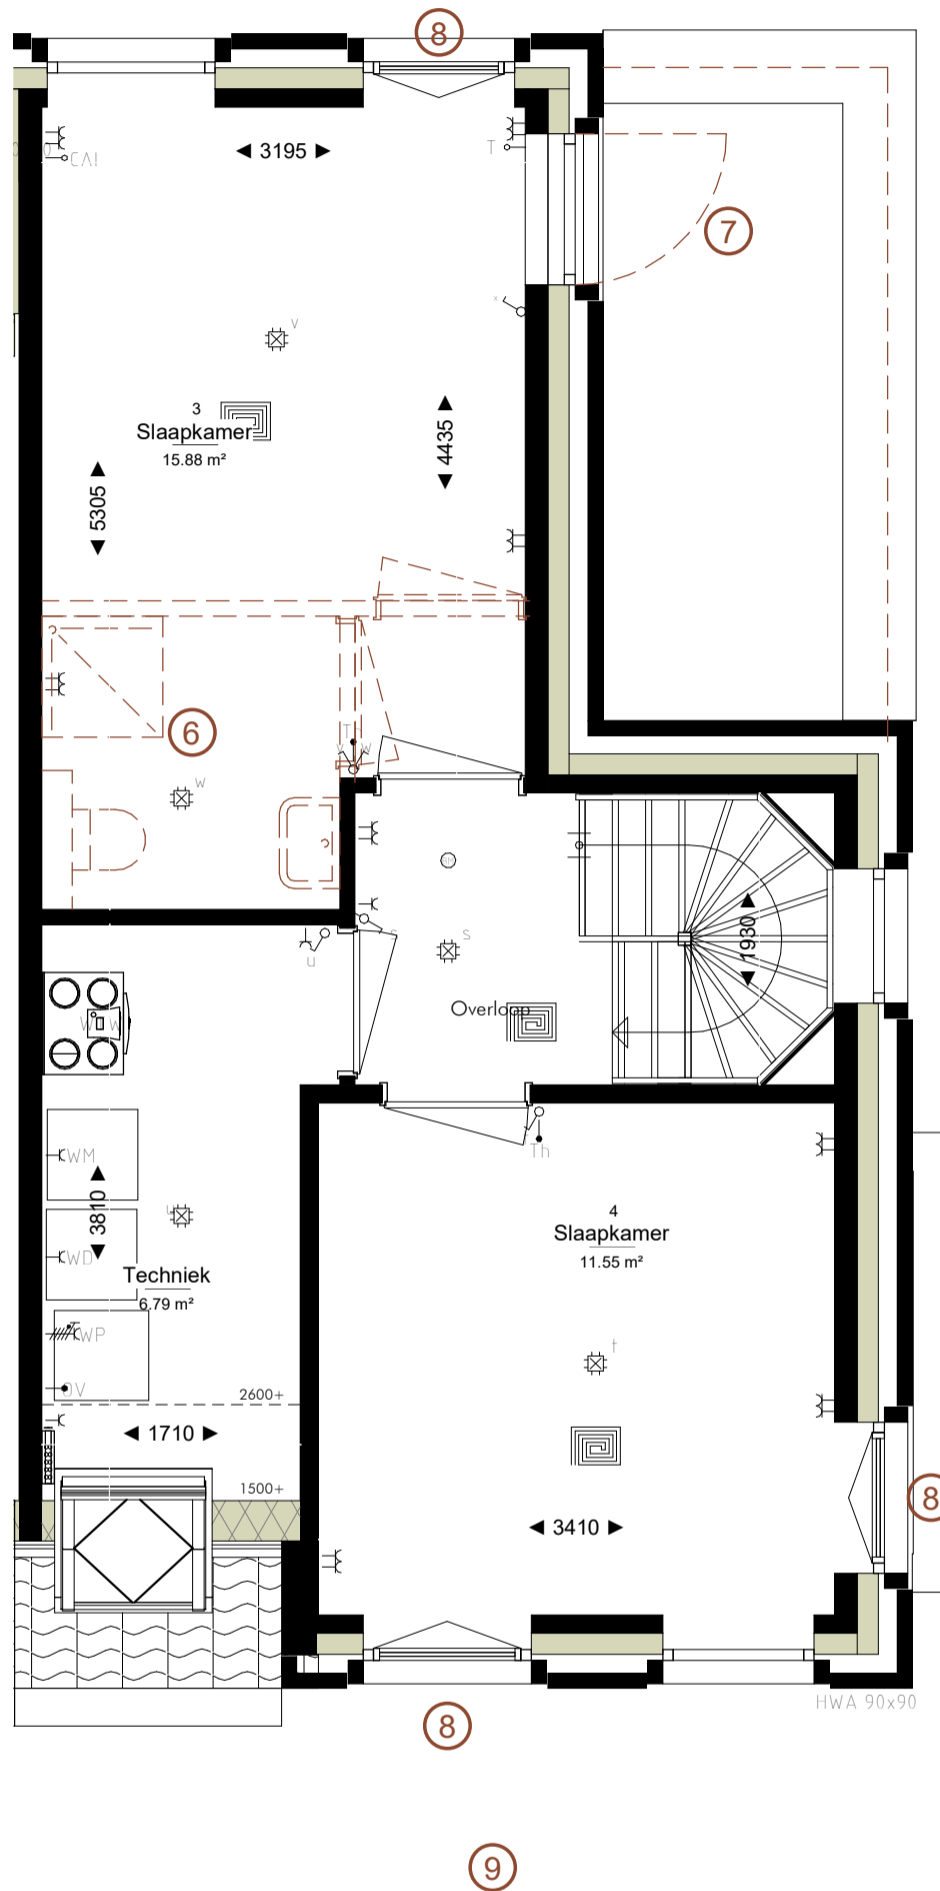 8
3195
CAI
T
7
x
v
3
Slaapkamer
15.88 m²
4435
5305
6
w
T
v w
s
u
s
1930
Overloop
WM
Th
3810
4
Slaapkamer
11.55 m²
WD
Techniek
6.79 m²
t
WP
OV
2600+
1710
1500+
8
3410
HWA 90x90
8
9